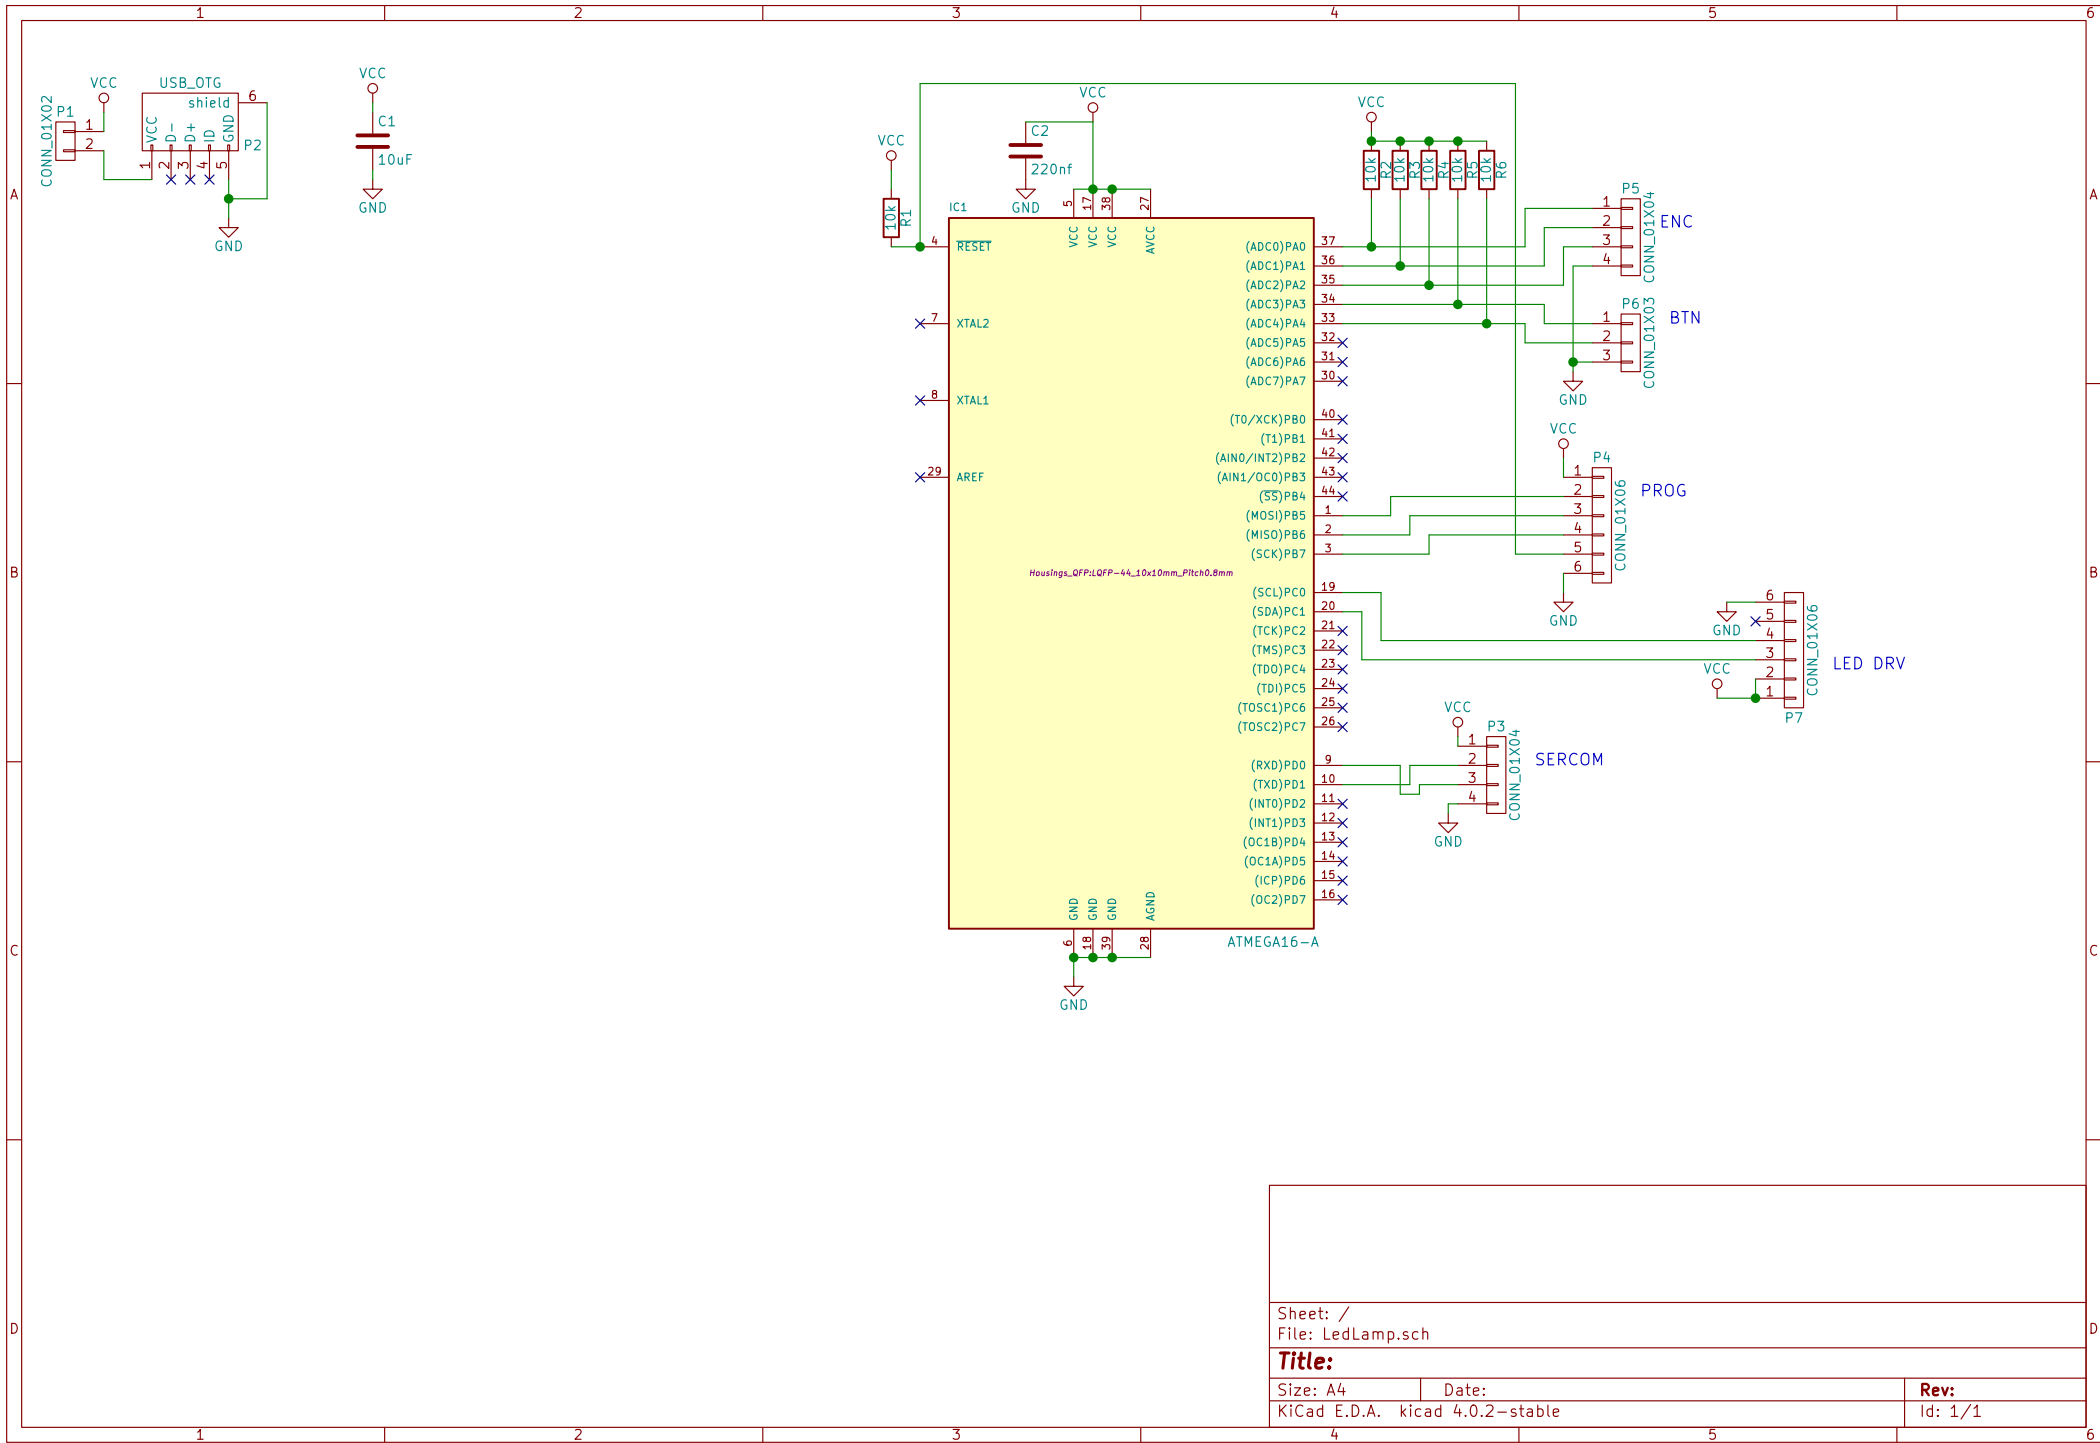 1 2 3 4 5 6
A
B
C
D
A
B
C
D
1 2 3 4 5 6
P1
CONN_01X02
1
2
VCC
USB_OTG
shield
6
VCC
D-
D+
ID
GND
P2
1
2
3
4
5
GND
VCC
C1
10uF
GND
VCC
10k
R1
VCC
C2
220nf
GND
IC1
5
17
38
27
VCC
VCC
VCC
AVCC
4 RESET
7 XTAL2
8 XTAL1
29 AREF
(ADC0)PA0 37
(ADC1)PA1 36
(ADC2)PA2 35
(ADC3)PA3 34
(ADC4)PA4 33
(ADC5)PA5 32
(ADC6)PA6 31
(ADC7)PA7 30
(T0/XCK)PB0 40
(T1)PB1 41
(AIN0/INT2)PB2 42
(AIN1/OC0)PB3 43
(SS)PB4 44
(MOSI)PB5 1
(MISO)PB6 2
(SCK)PB7 3
Housings_QFP:LQFP-44_10x10mm_Pitch0.8mm
(SCL)PC0 19
(SDA)PC1 20
(TCK)PC2 21
(TMS)PC3 22
(TDO)PC4 23
(TDI)PC5 24
(TOSC1)PC6 25
(TOSC2)PC7 26
(RXD)PD0 9
(TXD)PD1 10
(INT0)PD2 11
(INT1)PD3 12
(OC1B)PD4 13
(OC1A)PD5 14
(ICP)PD6 15
(OC2)PD7 16
GND
GND
GND
AGND
6
18
39
28
ATMEGA16-A
GND
VCC
10k
R2
10k
R3
10k
R4
10k
R5
10k
R6
P5
1
2
3
4
CONN_01X04
ENC
P6
1
2
3
CONN_01X03
BTN
GND
VCC
P4
1
2
3
4
5
6
CONN_01X06
PROG
GND
6
5
4
3
2
1
GND
VCC
CONN_01X06
LED DRV
P7
VCC
P3
1
2
3
4
CONN_01X04
SERCOM
GND
Sheet: /
File: LedLamp.sch
Title:
Size: A4 Date: Rev:
KiCad E.D.A. kicad 4.0.2-stable Id: 1/1